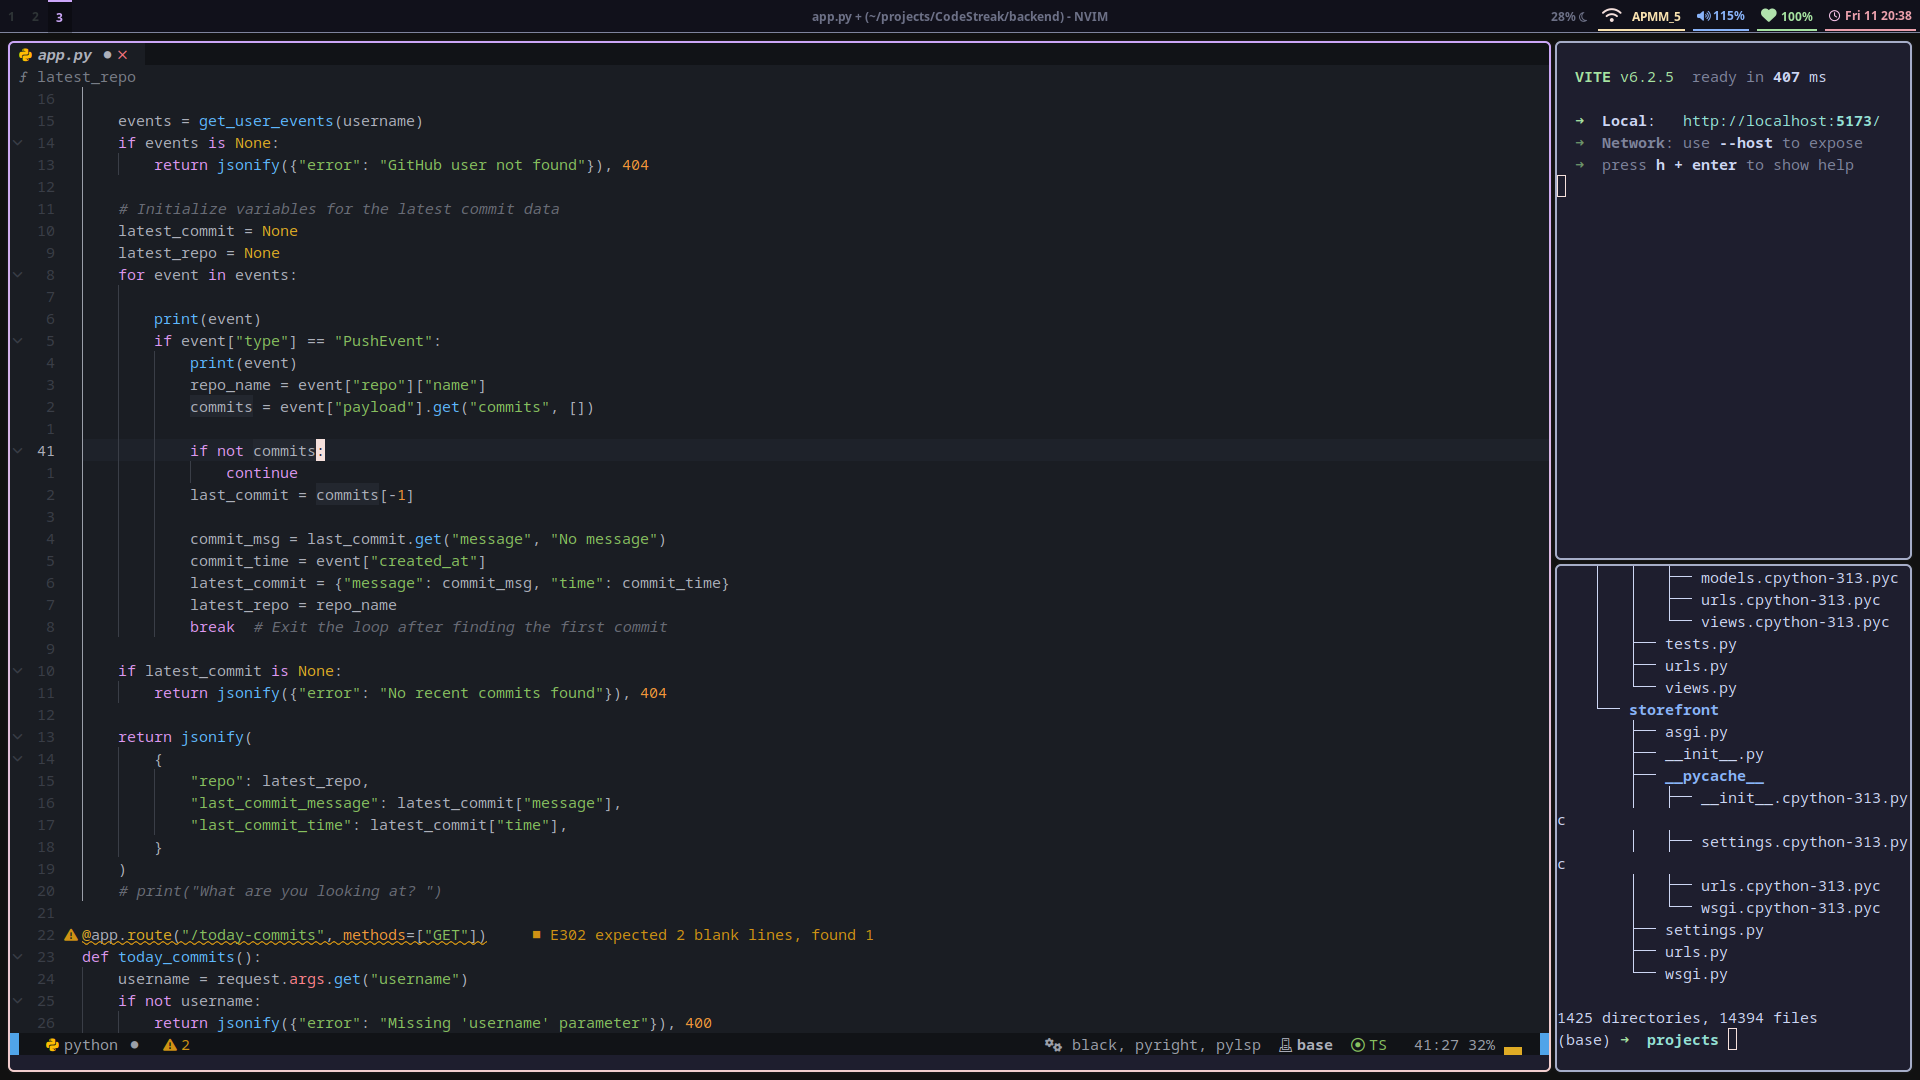 1 2 3
app.py + (~/projects/CodeStreak/backend) - NVIM
28% APMM_5 115% 100% Fri 11 20:38
app.py ● ✕
ƒ latest_repo
16
15 events = get_user_events(username)
14 if events is None:
13 return jsonify({"error": "GitHub user not found"}), 404
12
11 # Initialize variables for the latest commit data
10 latest_commit = None
9 latest_repo = None
8 for event in events:
7
6 print(event)
5 if event["type"] == "PushEvent":
4 print(event)
3 repo_name = event["repo"]["name"]
2 commits = event["payload"].get("commits", [])
1
41 if not commits:
1 continue
2 last_commit = commits[-1]
3
4 commit_msg = last_commit.get("message", "No message")
5 commit_time = event["created_at"]
6 latest_commit = {"message": commit_msg, "time": commit_time}
7 latest_repo = repo_name
8 break # Exit the loop after finding the first commit
9
10 if latest_commit is None:
11 return jsonify({"error": "No recent commits found"}), 404
12
13 return jsonify(
14 {
15 "repo": latest_repo,
16 "last_commit_message": latest_commit["message"],
17 "last_commit_time": latest_commit["time"],
18 }
19 )
20 # print("What are you looking at? ")
21
22 @app.route("/today-commits", methods=["GET"]) ■ E302 expected 2 blank lines, found 1
23 def today_commits():
24 username = request.args.get("username")
25 if not username:
26 return jsonify({"error": "Missing 'username' parameter"}), 400
python ● 2 black, pyright, pylsp base TS 41:27 32%
VITE v6.2.5 ready in 407 ms
➜ Local: http://localhost:5173/
➜ Network: use --host to expose
➜ press h + enter to show help
├── models.cpython-313.pyc
├── urls.cpython-313.pyc
└── views.cpython-313.pyc
├── tests.py
├── urls.py
└── views.py
└── storefront
├── asgi.py
├── __init__.py
├── __pycache__
│ ├── __init__.cpython-313.py
c
│ ├── settings.cpython-313.py
c
│ ├── urls.cpython-313.pyc
│ └── wsgi.cpython-313.pyc
├── settings.py
├── urls.py
└── wsgi.py
1425 directories, 14394 files
(base) ➜ projects